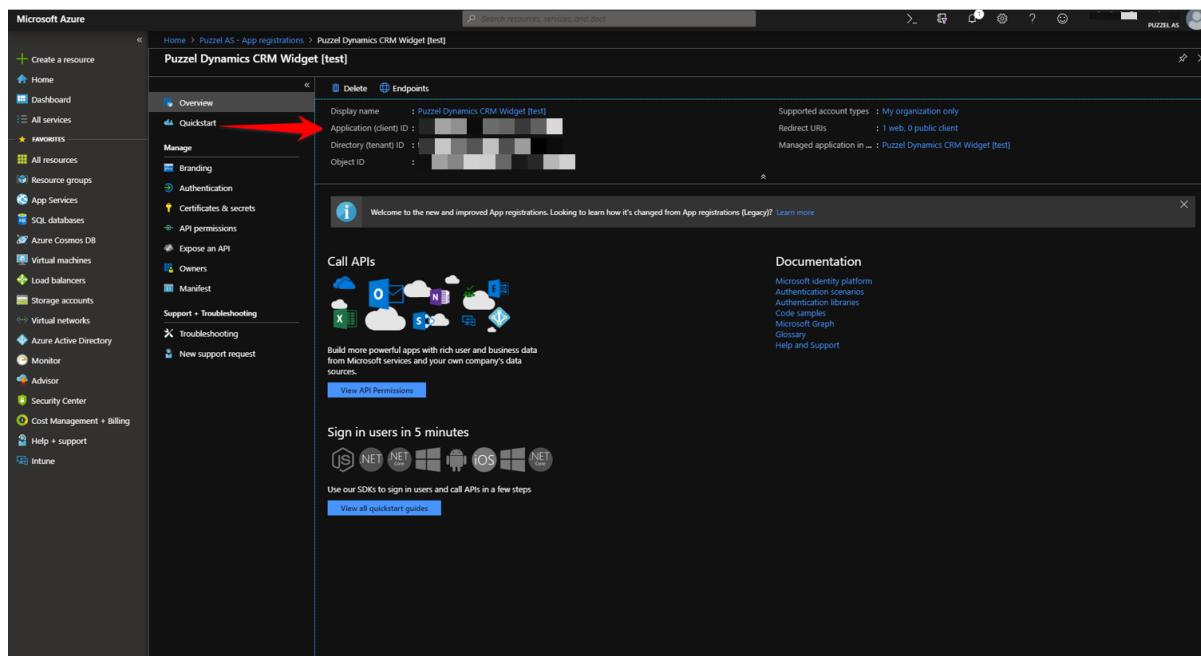 Microsoft Azure
Search resources, services, and docs
PUZZEL AS
Home > Puzzel AS - App registrations > Puzzel Dynamics CRM Widget [test]
Puzzel Dynamics CRM Widget [test]
Create a resource
Home
Dashboard
All services
FAVORITES
All resources
Resource groups
App Services
SQL databases
Azure Cosmos DB
Virtual machines
Load balancers
Storage accounts
Virtual networks
Azure Active Directory
Monitor
Advisor
Security Center
Cost Management + Billing
Help + support
Intune
Overview
Quickstart
Manage
Branding
Authentication
Certificates & secrets
API permissions
Expose an API
Owners
Manifest
Support + Troubleshooting
Troubleshooting
New support request
Delete Endpoints
Display name : Puzzel Dynamics CRM Widget [test]
Application (client) ID :
Directory (tenant) ID :
Object ID :
Supported account types : My organization only
Redirect URIs : 1 web, 0 public client
Managed application in ... : Puzzel Dynamics CRM Widget [test]
Welcome to the new and improved App registrations. Looking to learn how it's changed from App registrations (Legacy)? Learn more
Call APIs
Build more powerful apps with rich user and business data
from Microsoft services and your own company's data
sources.
View API Permissions
Sign in users in 5 minutes
JS .NET .NET Core iOS .NET Core
Use our SDKs to sign in users and call APIs in a few steps
View all quickstart guides
Documentation
Microsoft identity platform
Authentication scenarios
Authentication libraries
Code samples
Microsoft Graph
Glossary
Help and Support